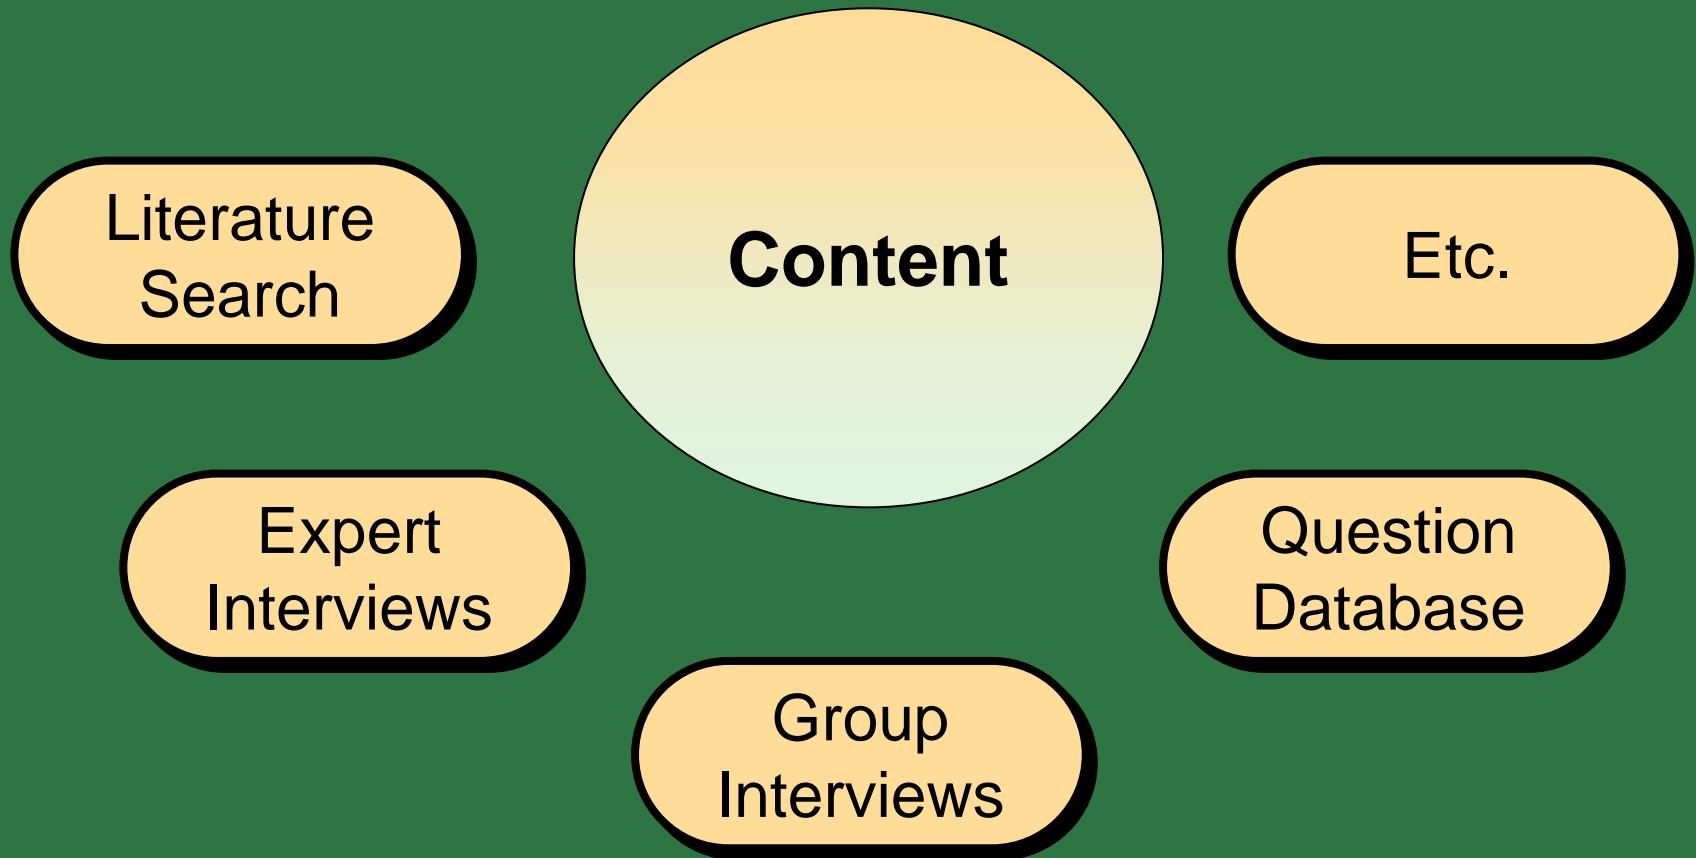 Content
Literature
Search
Etc.
Expert
Interviews
Question
Database
Group
Interviews